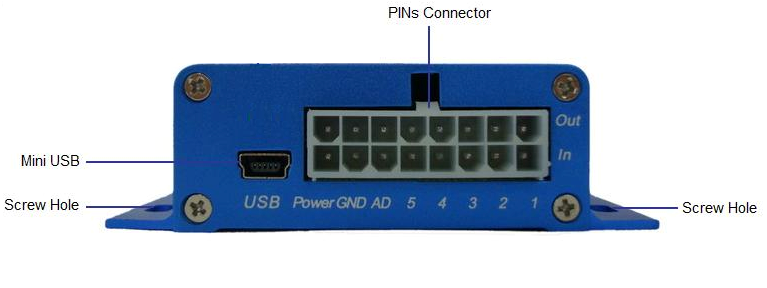 PINs Connector
Out
Mini USB
In
Screw Hole
USB Power GND AD 5 4 3 2 1
Screw Hole